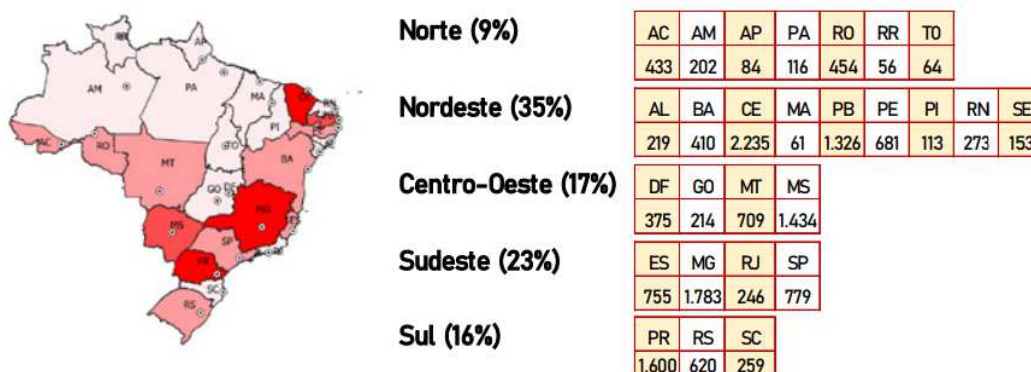 Norte (9%)
AC AM AP PA RO RR TO
433 202 84 116 454 56 64
Nordeste (35%)
AL BA CE MA PB PE PI RN SE
219 410 2.235 61 1.326 681 113 273 153
Centro-Oeste (17%)
DF GO MT MS
375 214 709 1.434
Sudeste (23%)
ES MG RJ SP
755 1.783 246 779
Sul (16%)
PR RS SC
1.600 620 259
AP
AM PA MA
PI
AC RO TO
MT BA
GO DF
MG
MS
SP
PR
SC
RS